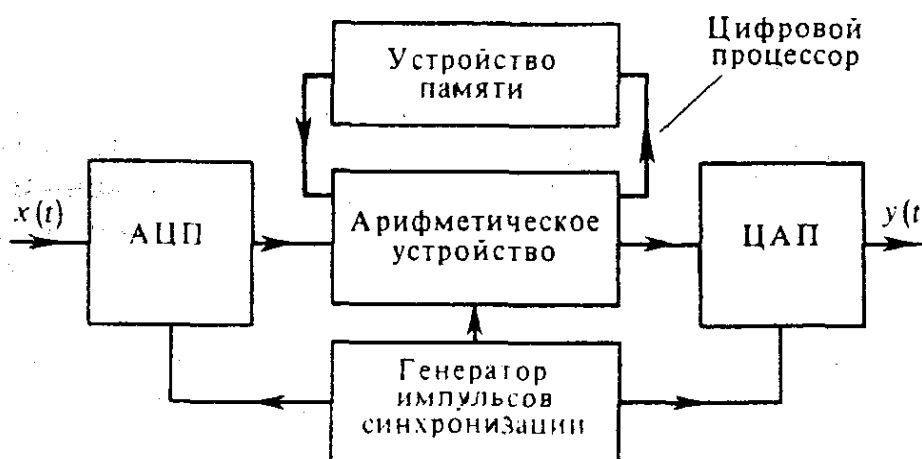 Цифровой
процессор
Устройство
памяти
x(t)
АЦП
Арифметическое
устройство
ЦАП
y(t
Генератор
импульсов
синхронизации